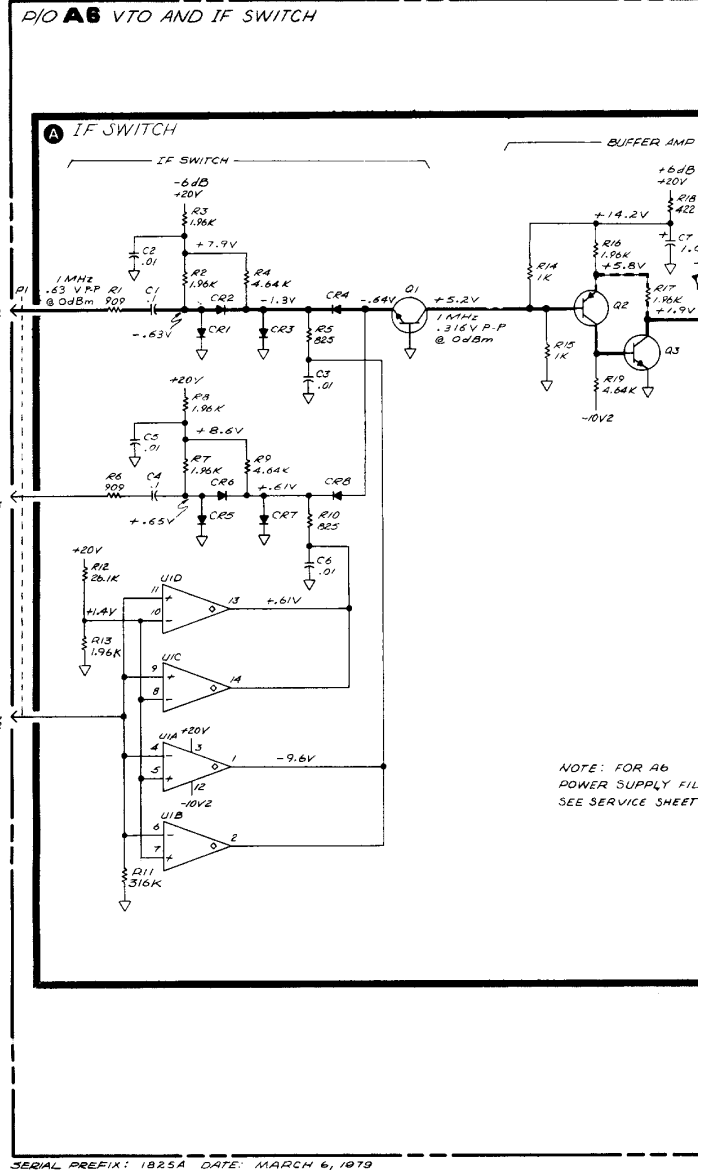 P/O A6 VTO AND IF SWITCH
A IF SWITCH
IF SWITCH
BUFFER AMP
-6dB
+20V
R3
1.96K
+7.9V
C2
.01
R2
1.96K
R4
4.64K
P1
1 MHz
.63 V P-P
@ 0dBm
R1
909
C1
.1
CR2
-1.3V
CR4
-.64V
Q1
+5.2V
1 MHz
.316V P-P
@ 0dBm
-.63V
CR1
CR3
R5
825
C3
.01
+6dB
+20V
R18
422
+14.2V
+
C7
R14
1K
R16
1.96K
+5.8V
R17
1.96K
+1.9V
Q2
Q3
R15
1K
R19
4.64K
-10V2
+20V
R8
1.96K
+8.6V
C5
.01
R7
1.96K
R9
4.64K
R6
909
C4
.1
CR6
+.61V
CR8
+.65V
CR5
CR7
R10
825
C6
.01
+20V
R12
26.1K
+1.4V
R13
1.96K
U1D
11
+
13
+.61V
10
-
U1C
9
+
14
8
-
U1A
+20V
3
4
-
1
-9.6V
5
+
12
-10V2
U1B
6
-
2
7
+
R11
316K
NOTE: FOR A6
POWER SUPPLY FIL
SEE SERVICE SHEET
SERIAL PREFIX: 1825A DATE: MARCH 6, 1979